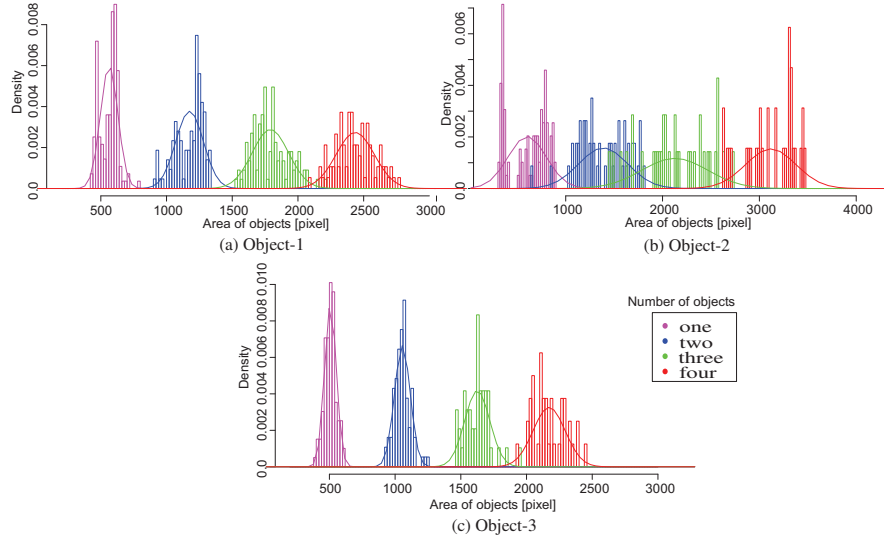 0.008
0.006
0.004
0.002
0.0
Density
500 1000 1500 2000 2500 3000
Area of objects [pixel]
(a) Object-1
0.006
0.004
0.002
0.000
Density
1000 2000 3000 4000
Area of objects [pixel]
(b) Object-2
0.010
0.008
0.006
0.004
0.002
0.0
Density
500 1000 1500 2000 2500 3000
Area of objects [pixel]
(c) Object-3
Number of objects
one
two
three
four